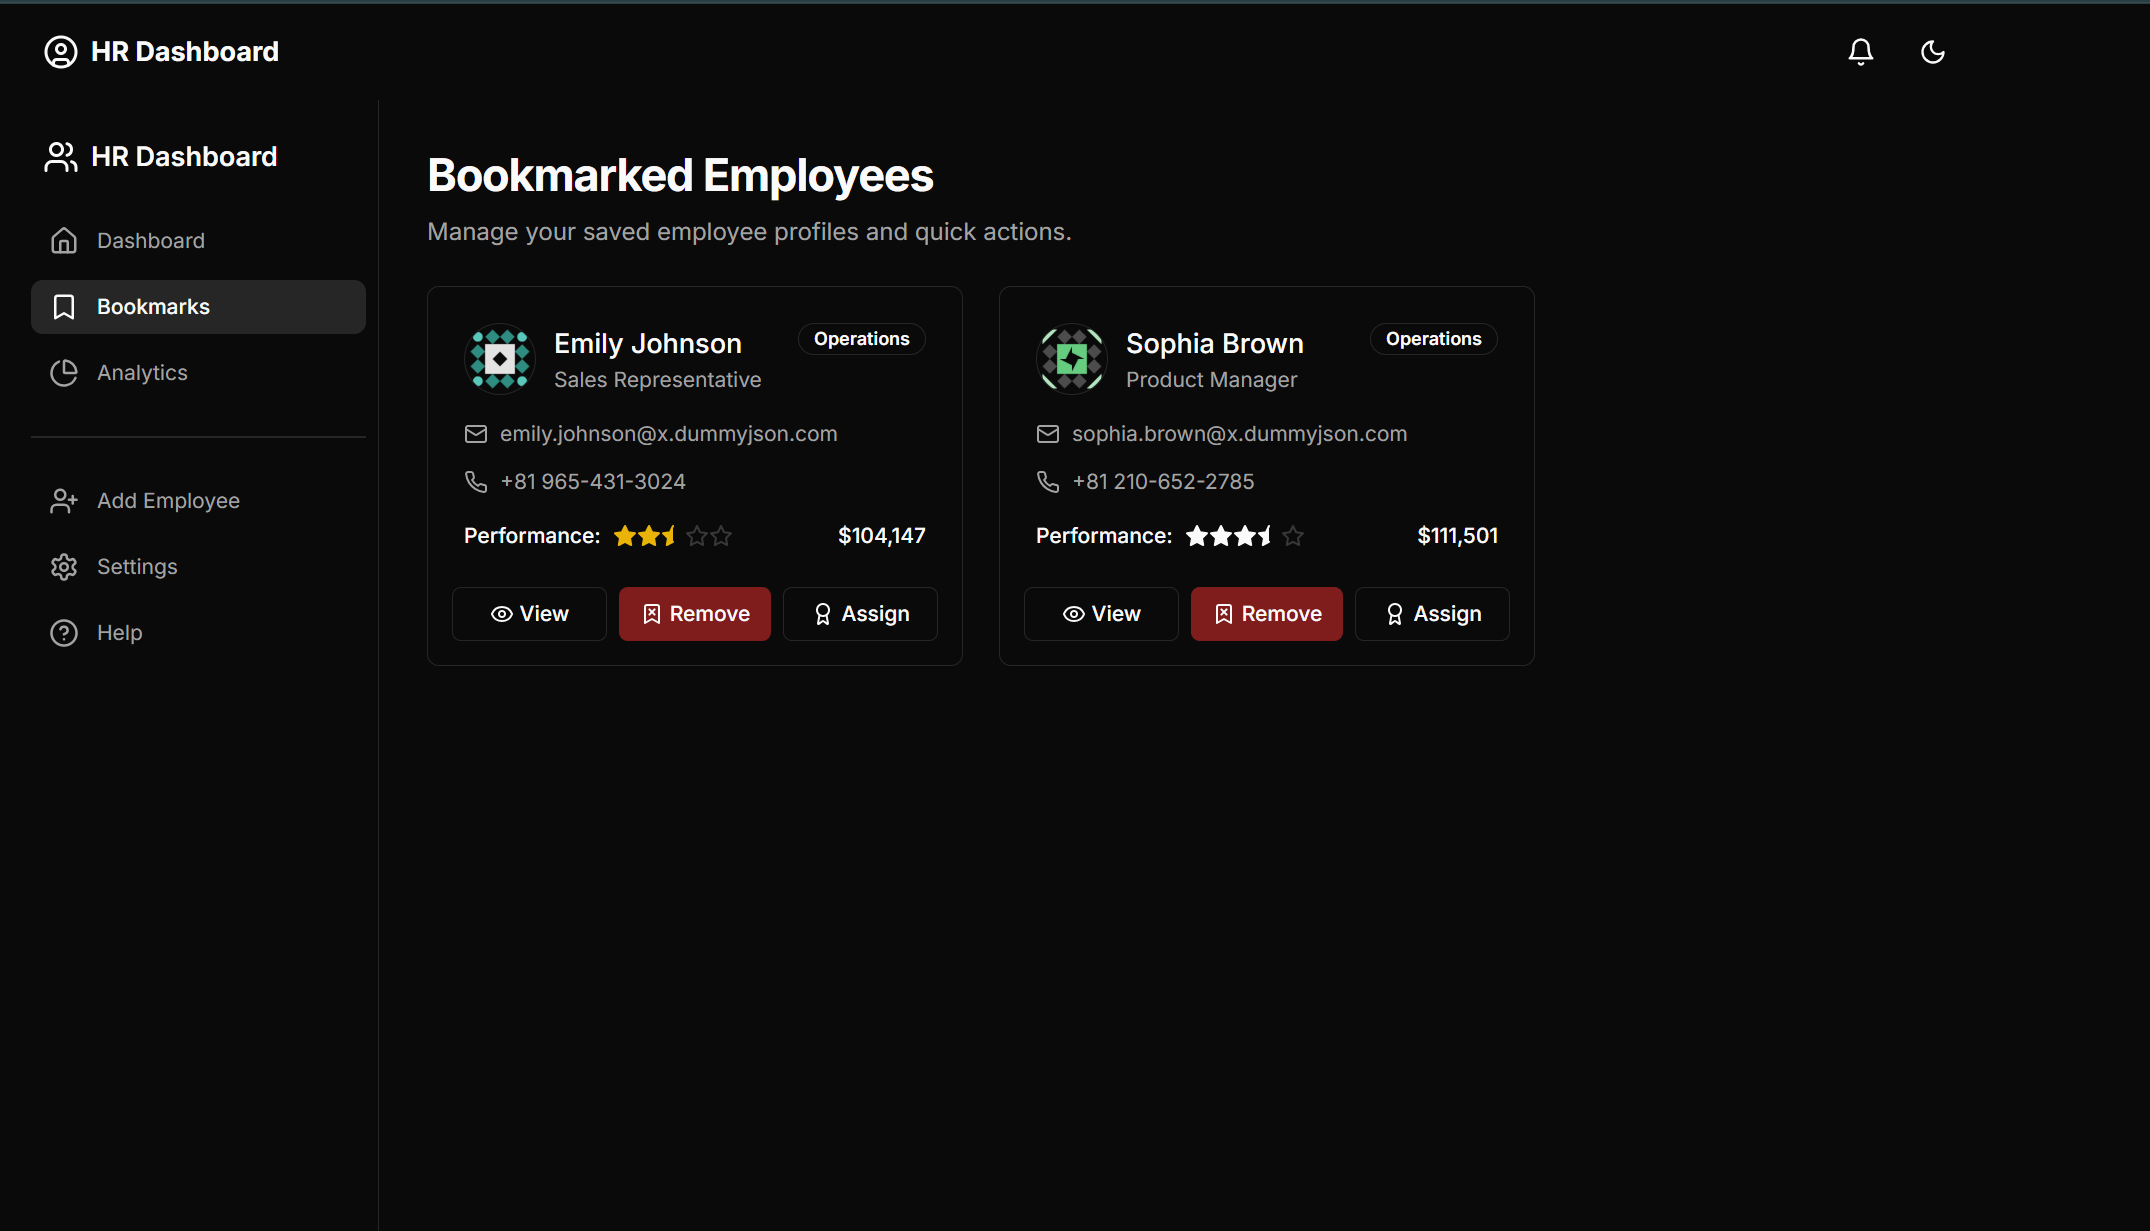 HR Dashboard
HR Dashboard
Dashboard
Bookmarks
Analytics
Add Employee
Settings
Help
Bookmarked Employees
Manage your saved employee profiles and quick actions.
Emily Johnson
Operations
Sales Representative
emily.johnson@x.dummyjson.com
+81 965-431-3024
Performance: $104,147
View Remove Assign
Sophia Brown
Operations
Product Manager
sophia.brown@x.dummyjson.com
+81 210-652-2785
Performance: $111,501
View Remove Assign